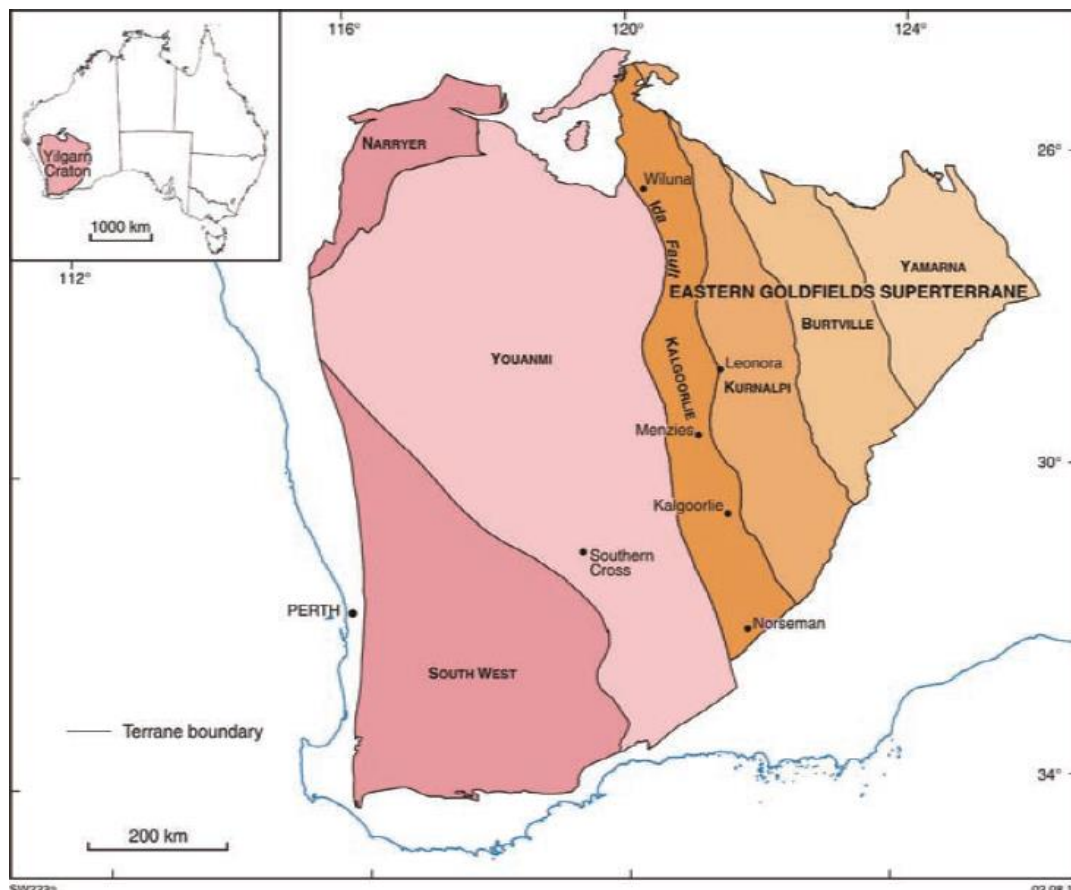 116°
120°
124°
Yilgarn
Craton
1000 km
112°
NARRYER
26°
Wiluna
Ida Fault
YAMARNA
EASTERN GOLDFIELDS SUPERTERRANE
BURTVILLE
YOUANMI
KALGOORLIE
Leonora
KURNALPI
Menzies
30°
Kalgoorlie
Southern
Cross
PERTH
Norseman
SOUTH WEST
Terrane boundary
34°
200 km